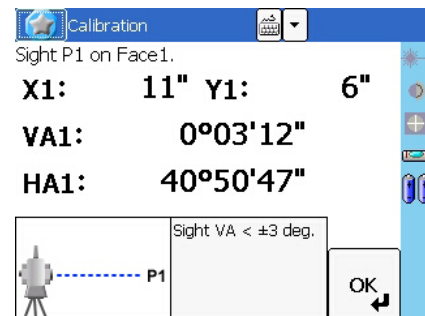 Calibration
Sight P1 on Face1.
X1: 11" Y1: 6"
VA1: 0°03'12"
HA1: 40°50'47"
P1
Sight VA < ±3 deg.
OK